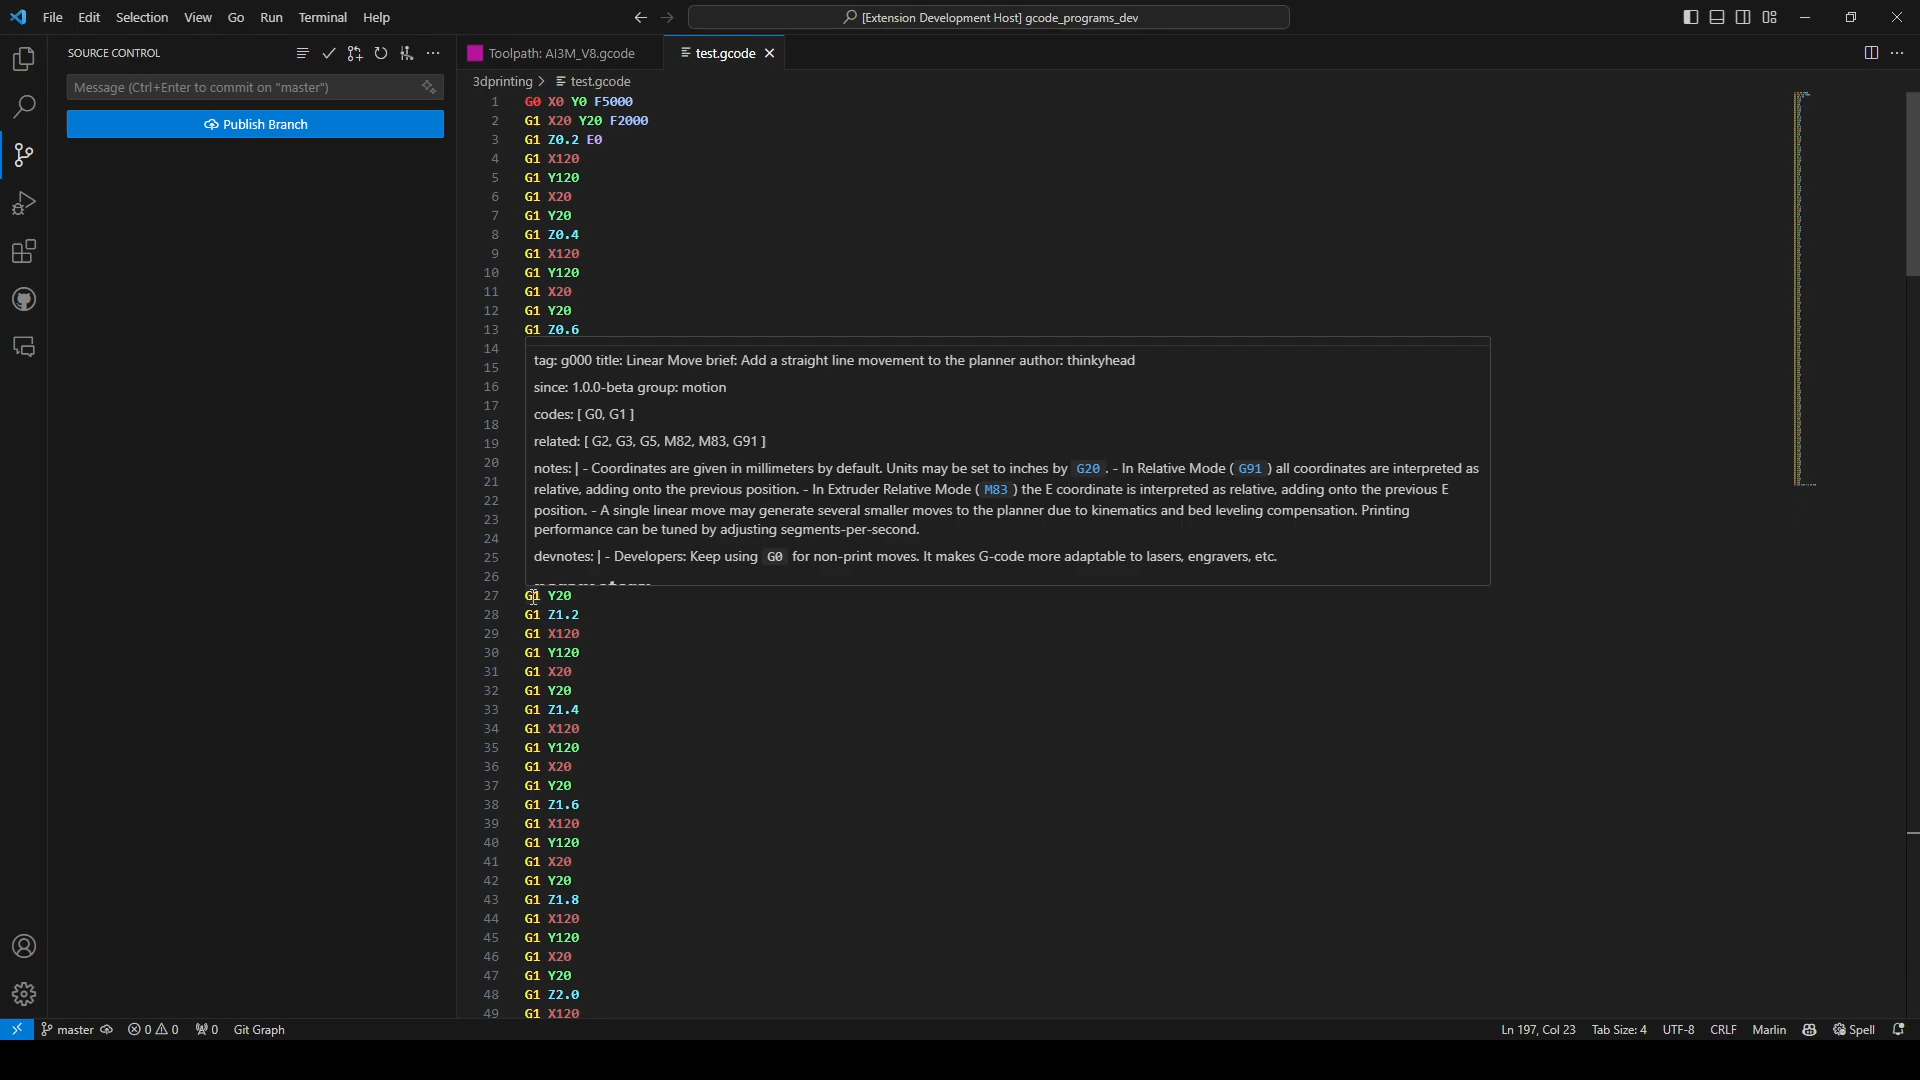 File Edit Selection View Go Run Terminal Help
[Extension Development Host] gcode_programs_dev
SOURCE CONTROL
Message (Ctrl+Enter to commit on "master")
Publish Branch
Toolpath: AI3M_V8.gcode
test.gcode
3dprinting > test.gcode
1 G0 X0 Y0 F5000
2 G1 X20 Y20 F2000
3 G1 Z0.2 E0
4 G1 X120
5 G1 Y120
6 G1 X20
7 G1 Y20
8 G1 Z0.4
9 G1 X120
10 G1 Y120
11 G1 X20
12 G1 Y20
13 G1 Z0.6
14
15
16
17
18
19
20
21
22
23
24
25
26
tag: g000 title: Linear Move brief: Add a straight line movement to the planner author: thinkyhead
since: 1.0.0-beta group: motion
codes: [ G0, G1 ]
related: [ G2, G3, G5, M82, M83, G91 ]
notes: | - Coordinates are given in millimeters by default. Units may be set to inches by G20 . - In Relative Mode ( G91 ) all coordinates are interpreted as
relative, adding onto the previous position. - In Extruder Relative Mode ( M83 ) the E coordinate is interpreted as relative, adding onto the previous E
position. - A single linear move may generate several smaller moves to the planner due to kinematics and bed leveling compensation. Printing
performance can be tuned by adjusting segments-per-second.
devnotes: | - Developers: Keep using G0 for non-print moves. It makes G-code more adaptable to lasers, engravers, etc.
27 G1 Y20
28 G1 Z1.2
29 G1 X120
30 G1 Y120
31 G1 X20
32 G1 Y20
33 G1 Z1.4
34 G1 X120
35 G1 Y120
36 G1 X20
37 G1 Y20
38 G1 Z1.6
39 G1 X120
40 G1 Y120
41 G1 X20
42 G1 Y20
43 G1 Z1.8
44 G1 X120
45 G1 Y120
46 G1 X20
47 G1 Y20
48 G1 Z2.0
49 G1 X120
master 0 0 0 Git Graph
Ln 197, Col 23 Tab Size: 4 UTF-8 CRLF Marlin Spell